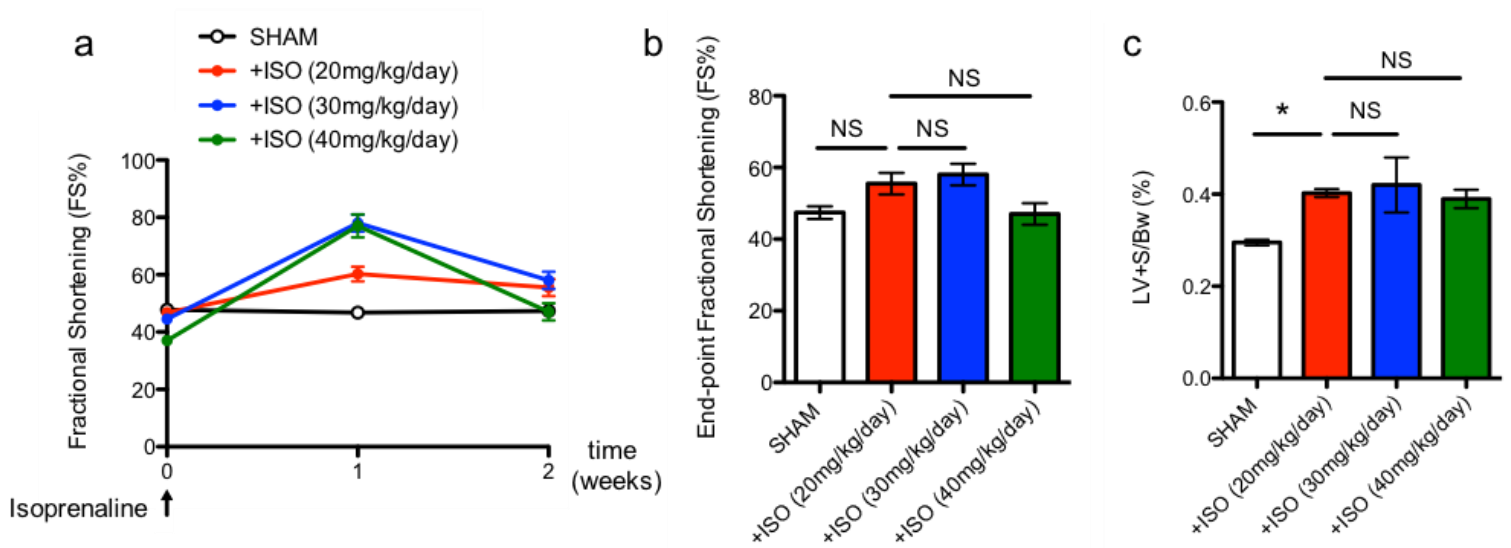 a
SHAM
+ISO (20mg/kg/day)
+ISO (30mg/kg/day)
+ISO (40mg/kg/day)
Fractional Shortening (FS%)
100
80
60
40
20
0
0
1
2
time
(weeks)
Isoprenaline
b
End-point Fractional Shortening (FS%)
80
60
40
20
0
NS
NS
NS
SHAM
+ISO (20mg/kg/day)
+ISO (30mg/kg/day)
+ISO (40mg/kg/day)
c
LV+S/Bw (%)
0.6
0.4
0.2
0.0
NS
*
NS
SHAM
+ISO (20mg/kg/day)
+ISO (30mg/kg/day)
+ISO (40mg/kg/day)